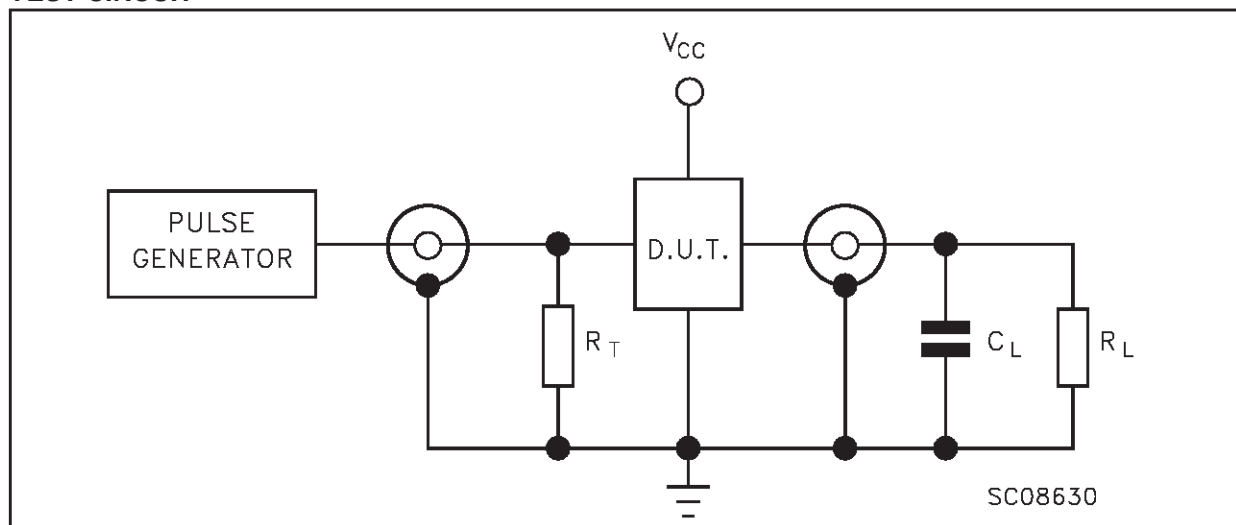 V_CC
PULSE
GENERATOR
D.U.T.
R_T
C_L
R_L
SC08630